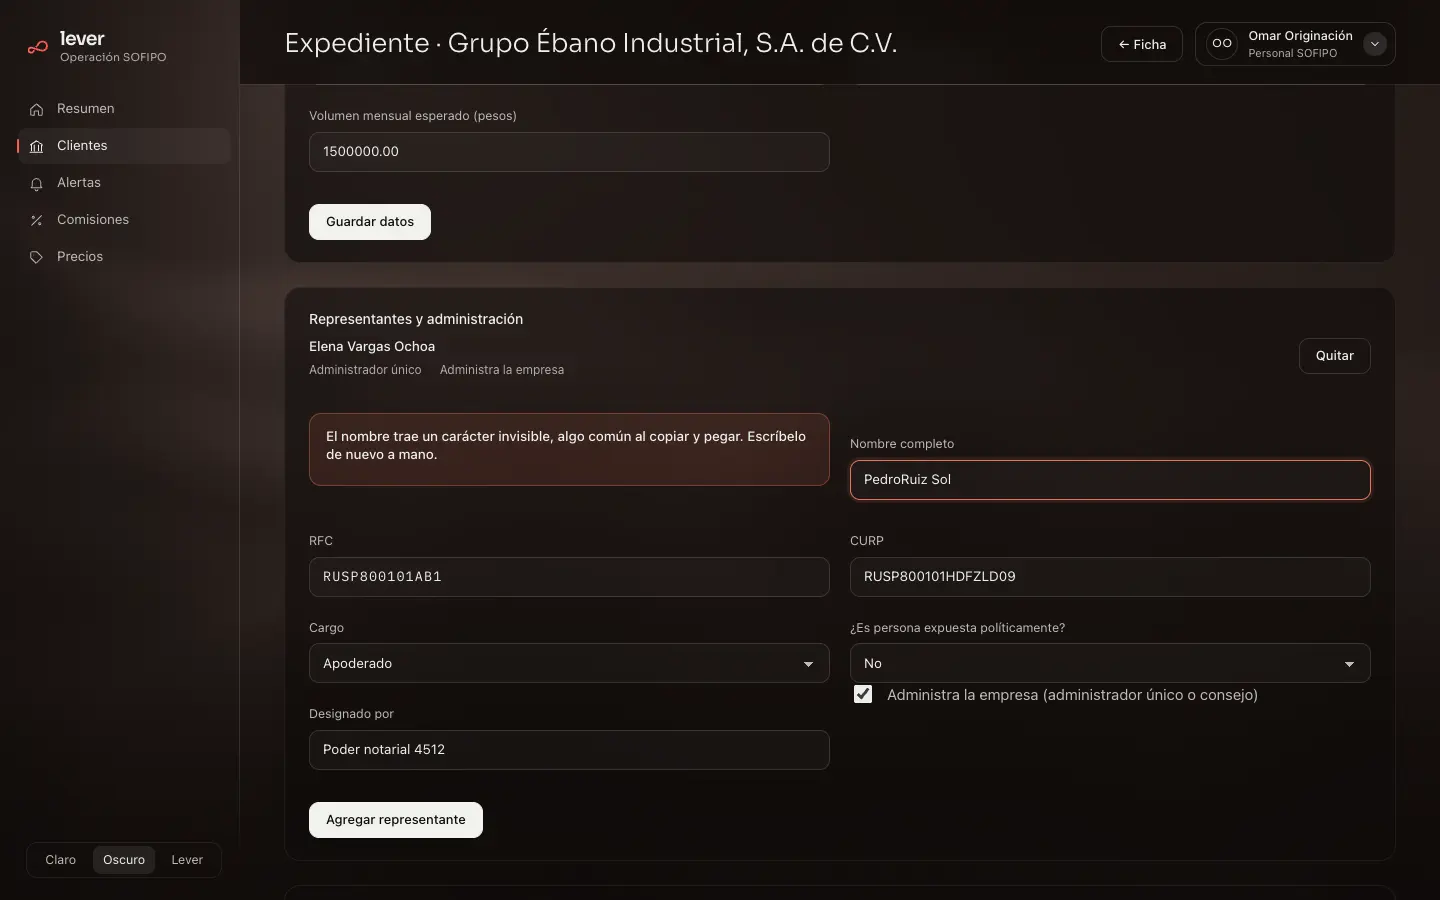 lever
Operación SOFIPO
Resumen
Clientes
Alertas
Comisiones
Precios
Claro
Oscuro
Lever
Expediente · Grupo Ébano Industrial, S.A. de C.V.
← Ficha
OO
Omar Originación
Personal SOFIPO
Volumen mensual esperado (pesos)
1500000.00
Guardar datos
Representantes y administración
Elena Vargas Ochoa
Administrador único
Administra la empresa
Quitar
El nombre trae un carácter invisible, algo común al copiar y pegar. Escríbelo
de nuevo a mano.
Nombre completo
PedroRuiz Sol
RFC
RUSP800101AB1
CURP
RUSP800101HDFZLD09
Cargo
Apoderado
¿Es persona expuesta políticamente?
No
Administra la empresa (administrador único o consejo)
Designado por
Poder notarial 4512
Agregar representante